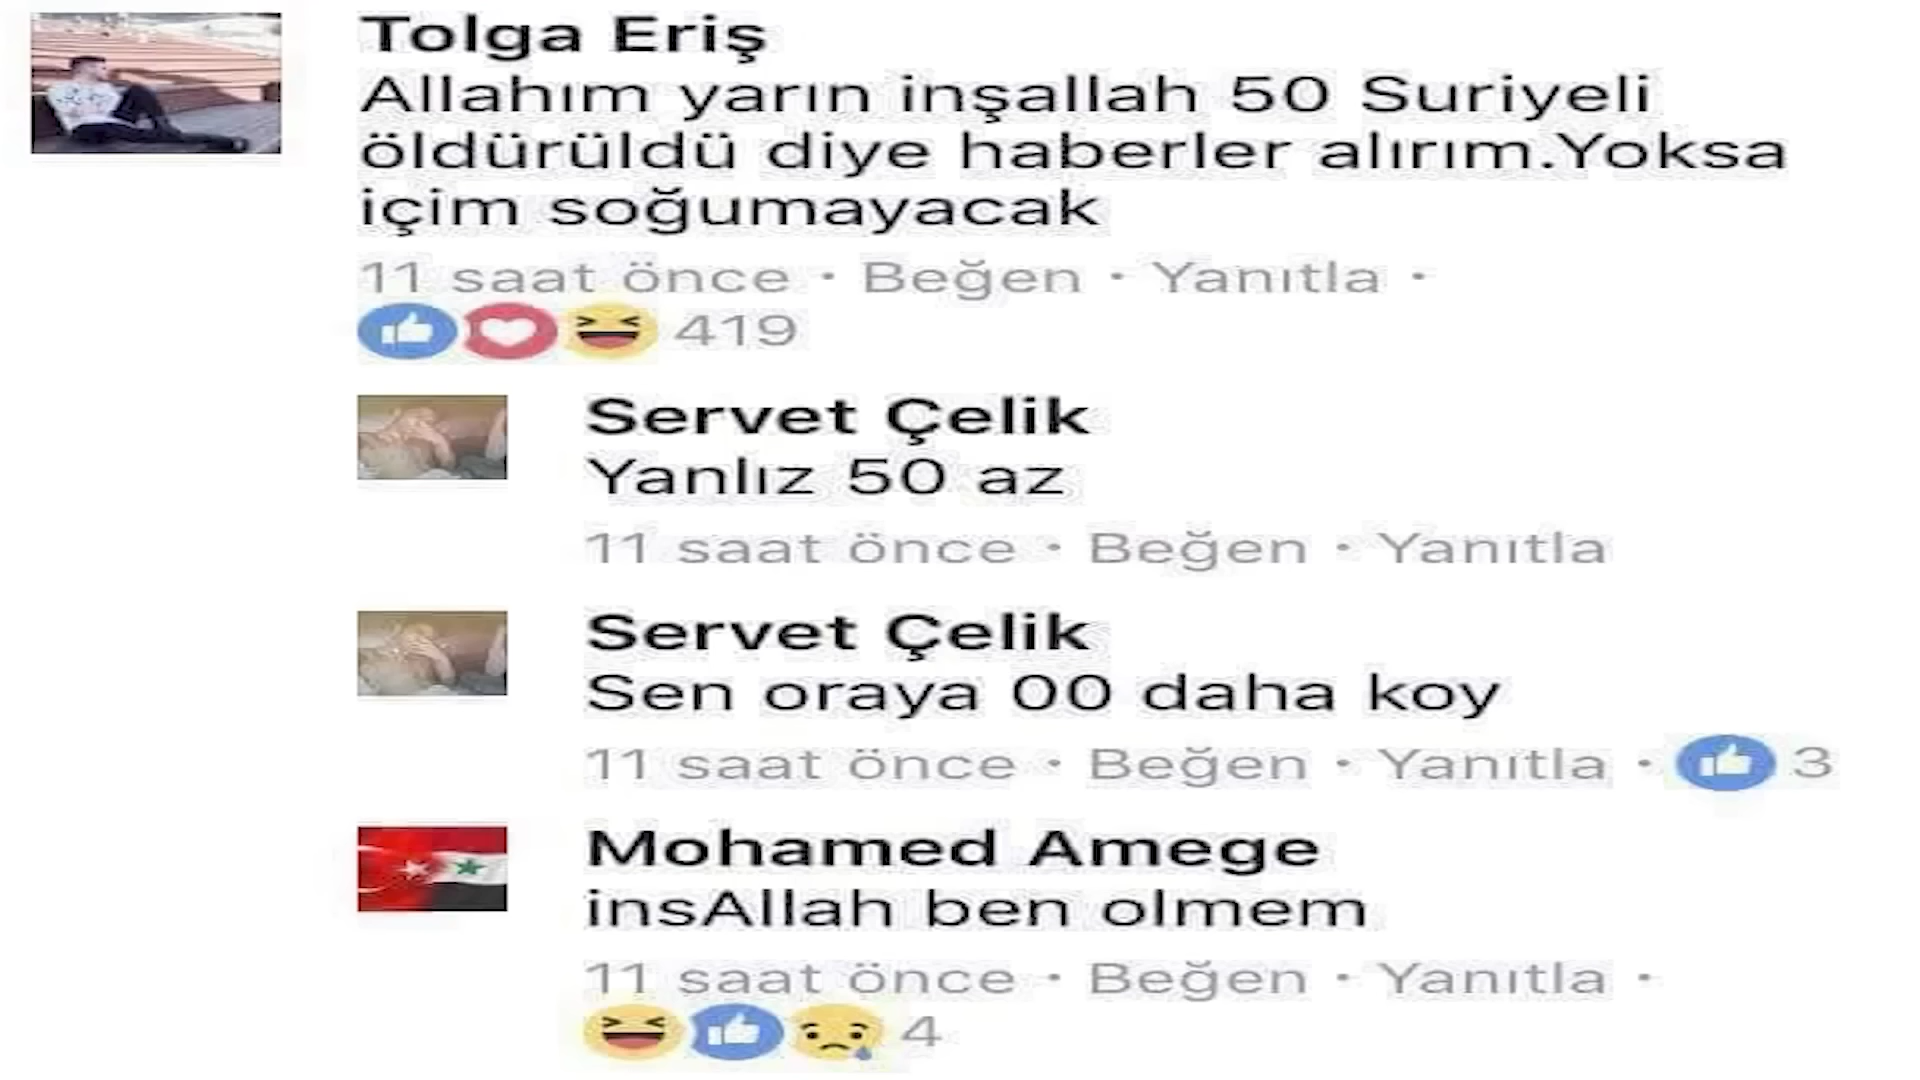 Tolga Eriş
Allahım yarın inşallah 50 Suriyeli
öldürüldü diye haberler alırım.Yoksa
içim soğumayacak
11 saat önce · Beğen · Yanıtla ·
419
Servet Çelik
Yanlız 50 az
11 saat önce · Beğen · Yanıtla
Servet Çelik
Sen oraya 00 daha koy
11 saat önce · Beğen · Yanıtla · 3
Mohamed Amege
insAllah ben olmem
11 saat önce · Beğen · Yanıtla ·
4